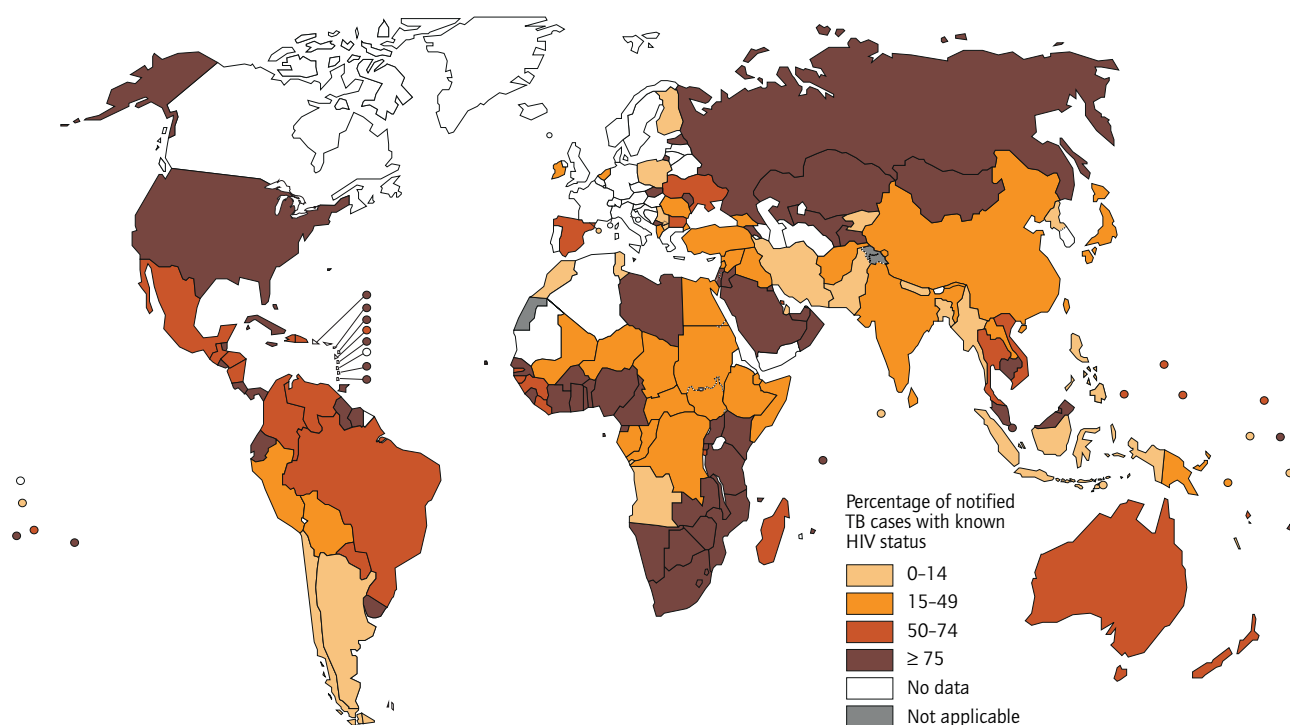 Percentage of notified
TB cases with known
HIV status
0–14
15–49
50–74
≥ 75
No data
Not applicable